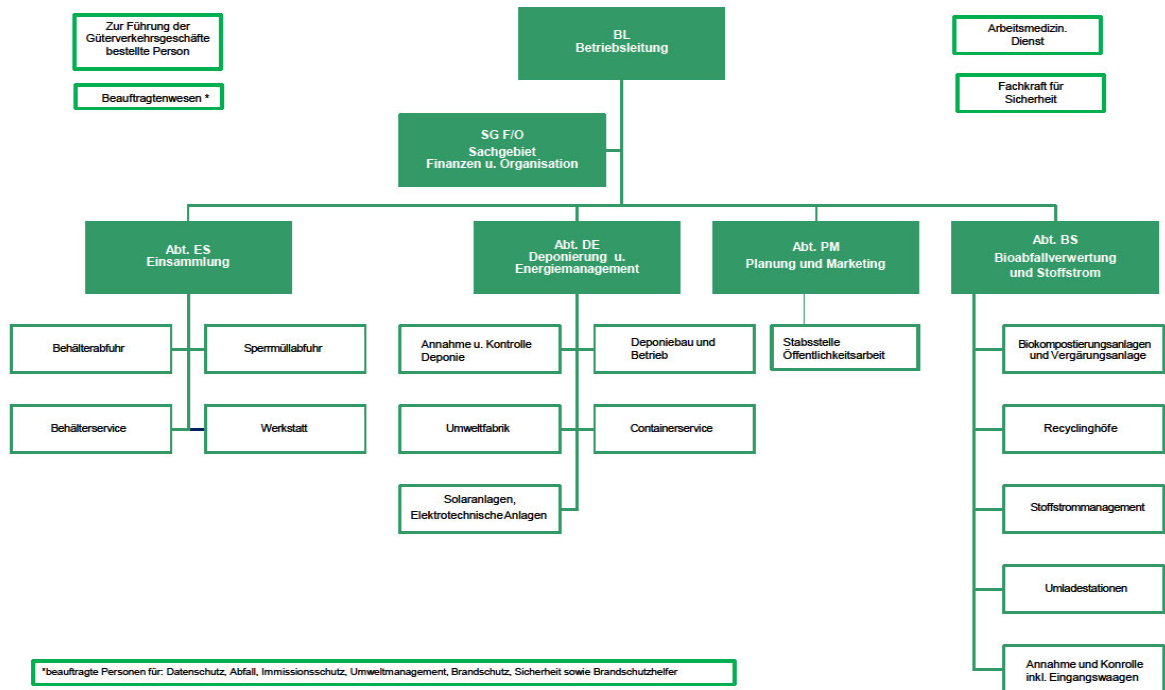 Zur Führung der
Güterverkehrsgeschäfte
bestellte Person
Beauftragtenwesen *
BL
Betriebsleitung
Arbeitsmedizin.
Dienst
Fachkraft für
Sicherheit
SG F/O
Sachgebiet
Finanzen u. Organisation
Abt. ES
Einsammlung
Abt. DE
Deponierung u.
Energiemanagement
Abt. PM
Planung und Marketing
Abt. BS
Bioabfallverwertung
und Stoffstrom
Behälterabfuhr
Sperrmüllabfuhr
Annahme u. Kontrolle
Deponie
Deponiebau und
Betrieb
Stabsstelle
Öffentlichkeitsarbeit
Biokompostierungsanlagen
und Vergärungsanlage
Behälterservice
Werkstatt
Umweltfabrik
Containerservice
Recyclinghöfe
Solaranlagen,
Elektrotechnische Anlagen
Stoffstrommanagement
Umladestationen
Annahme und Konrolle
inkl. Eingangswaagen
*beauftragte Personen für: Datenschutz, Abfall, Immissionsschutz, Umweltmanagement, Brandschutz, Sicherheit sowie Brandschutzhelfer